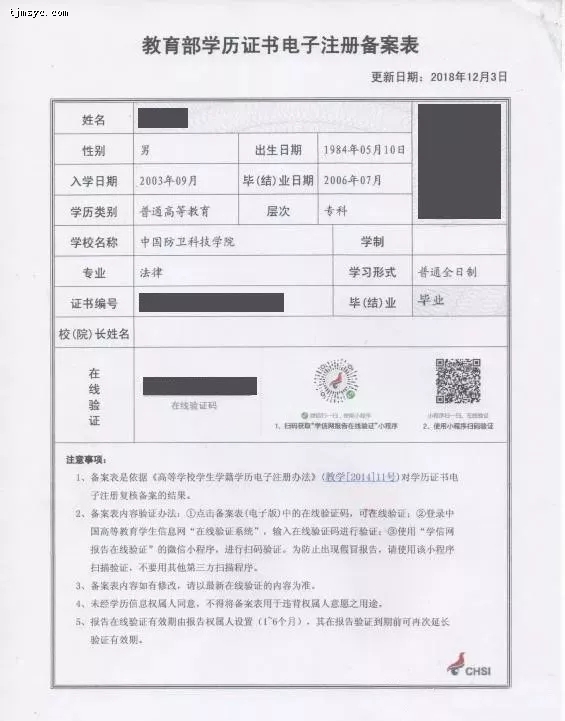 tjmsyc.com
教育部学历证书电子注册备案表
更新日期：2018年12月3日
姓名
性别 男 出生日期 1984年05月10日
入学日期 2003年09月 毕(结)业日期 2006年07月
学历类别 普通高等教育 层次 专科
学校名称 中国防卫科技学院 学制
专业 法律 学习形式 普通全日制
证书编号 毕(结)业 毕业
校(院)长姓名
在线验证
在线验证码
微信扫一扫，使用小程序 小程序扫一扫，在线验证
1、扫码获取“学信网报告在线验证”小程序 2、使用小程序扫码验证
注意事项：
1、备案表是依据《高等学校学生学籍学历电子注册办法》(教学[2014]11号)对学历证书电
子注册复核备案的结果。
2、备案表内容验证办法：①点击备案表(电子版)中的在线验证码，可在线验证；②登录中
国高等教育学生信息网“在线验证系统”，输入在线验证码进行验证；③使用“学信网
报告在线验证”的微信小程序，进行扫码验证。为防止出现假冒报告，请使用该小程序
扫描验证，不要用其他第三方扫描程序。
3、备案表内容如有修改，请以最新在线验证的内容为准。
4、未经学历信息权属人同意，不得将备案表用于违背权属人意愿之用途。
5、报告在线验证有效期由报告权属人设置（1~6个月），其在报告验证到期前可再次延长
验证有效期。
CHSI